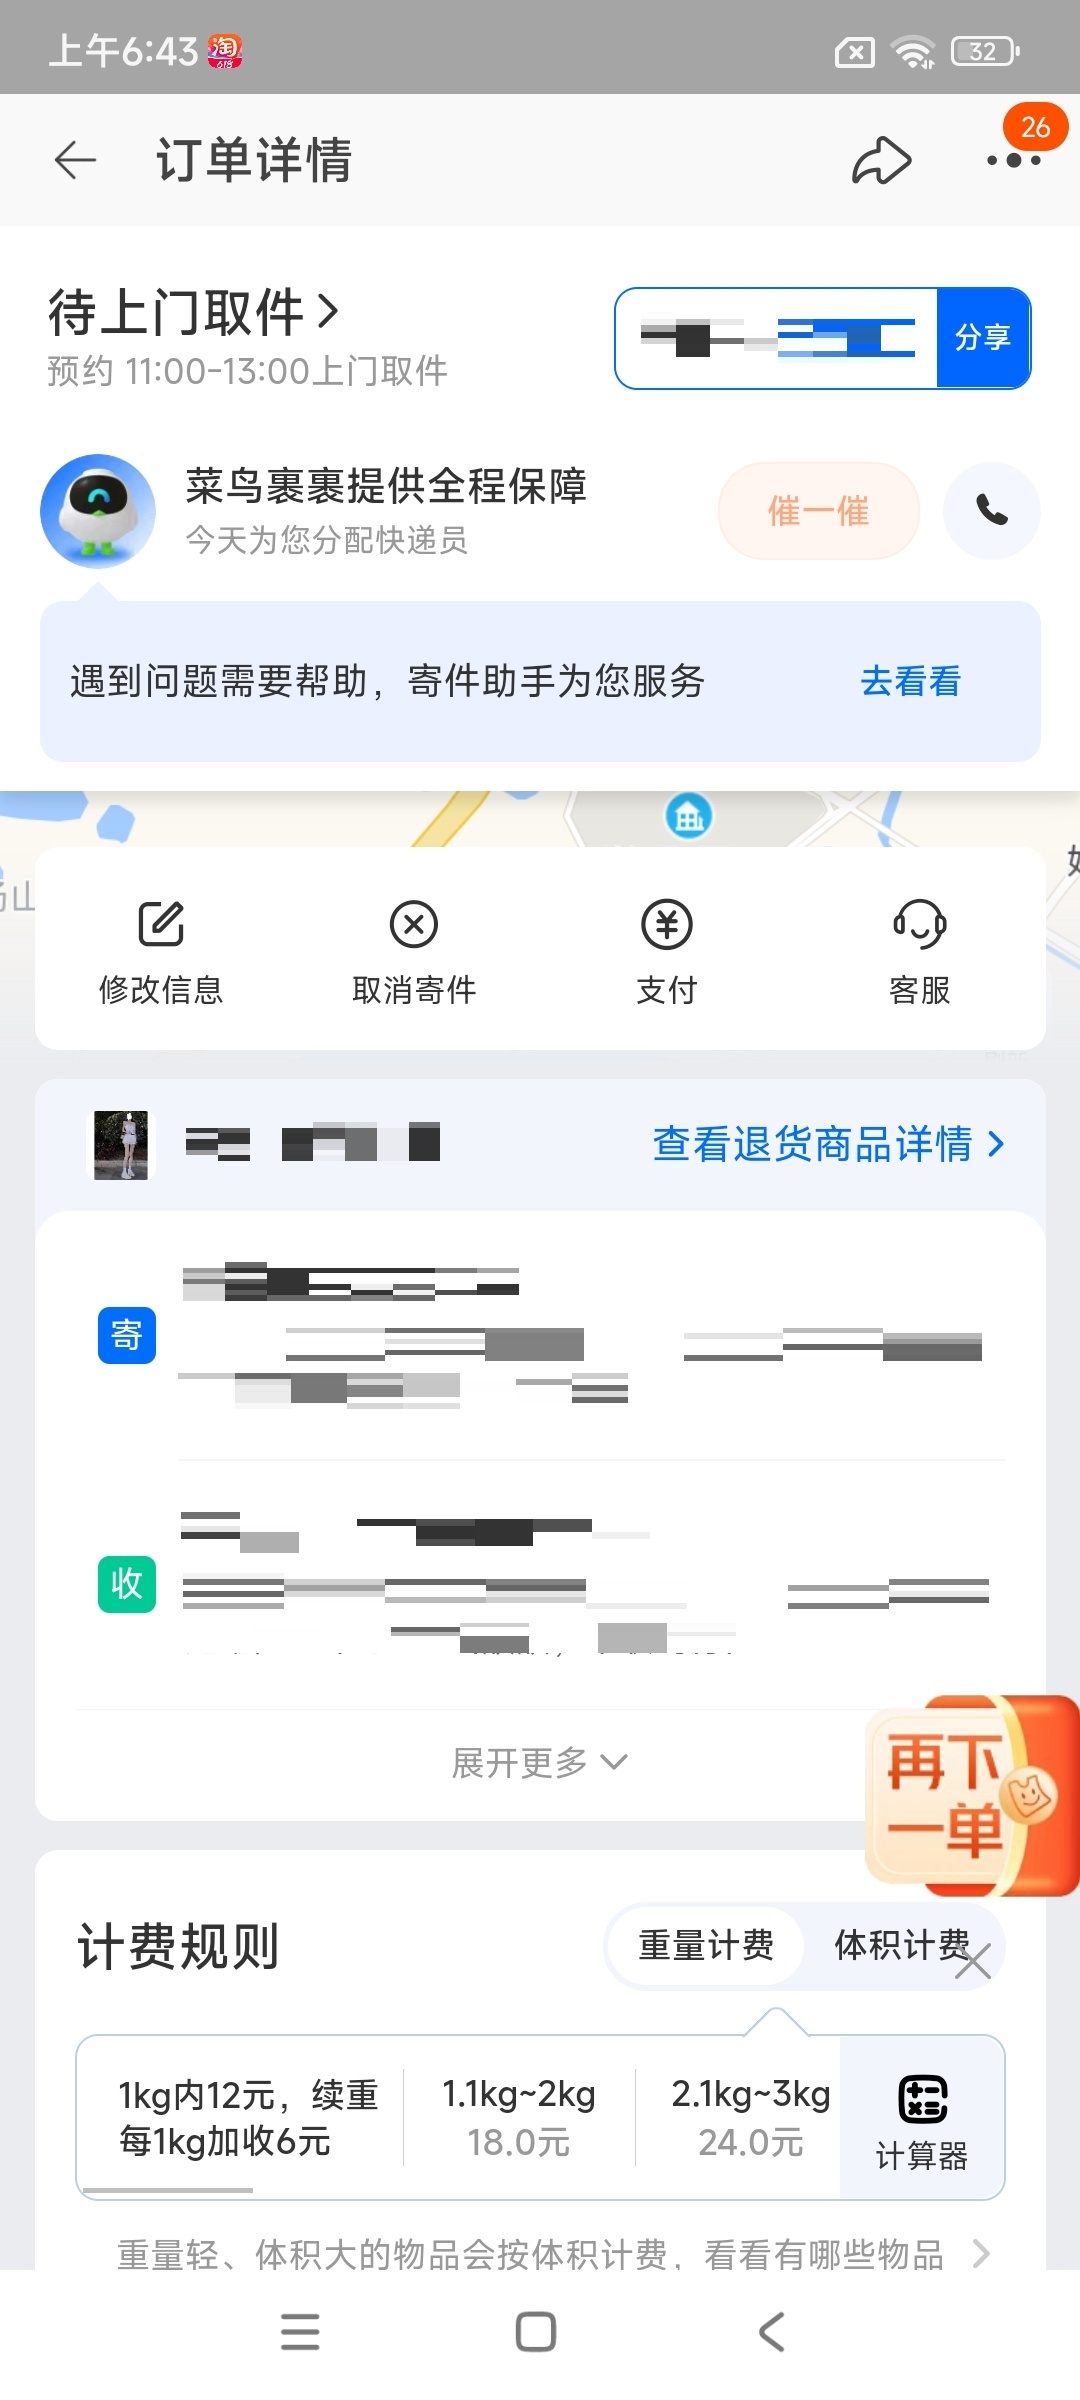 上午6:43
淘
618
32
订单详情
26
待上门取件
预约 11:00-13:00上门取件
分享
菜鸟裹裹提供全程保障
今天为您分配快递员
催一催
遇到问题需要帮助，寄件助手为您服务
去看看
修改信息
取消寄件
支付
客服
查看退货商品详情
寄
收
展开更多
再下
一单
计费规则
重量计费
体积计费
1kg内12元，续重
每1kg加收6元
1.1kg~2kg
18.0元
2.1kg~3kg
24.0元
计算器
重量轻、体积大的物品会按体积计费，看看有哪些物品